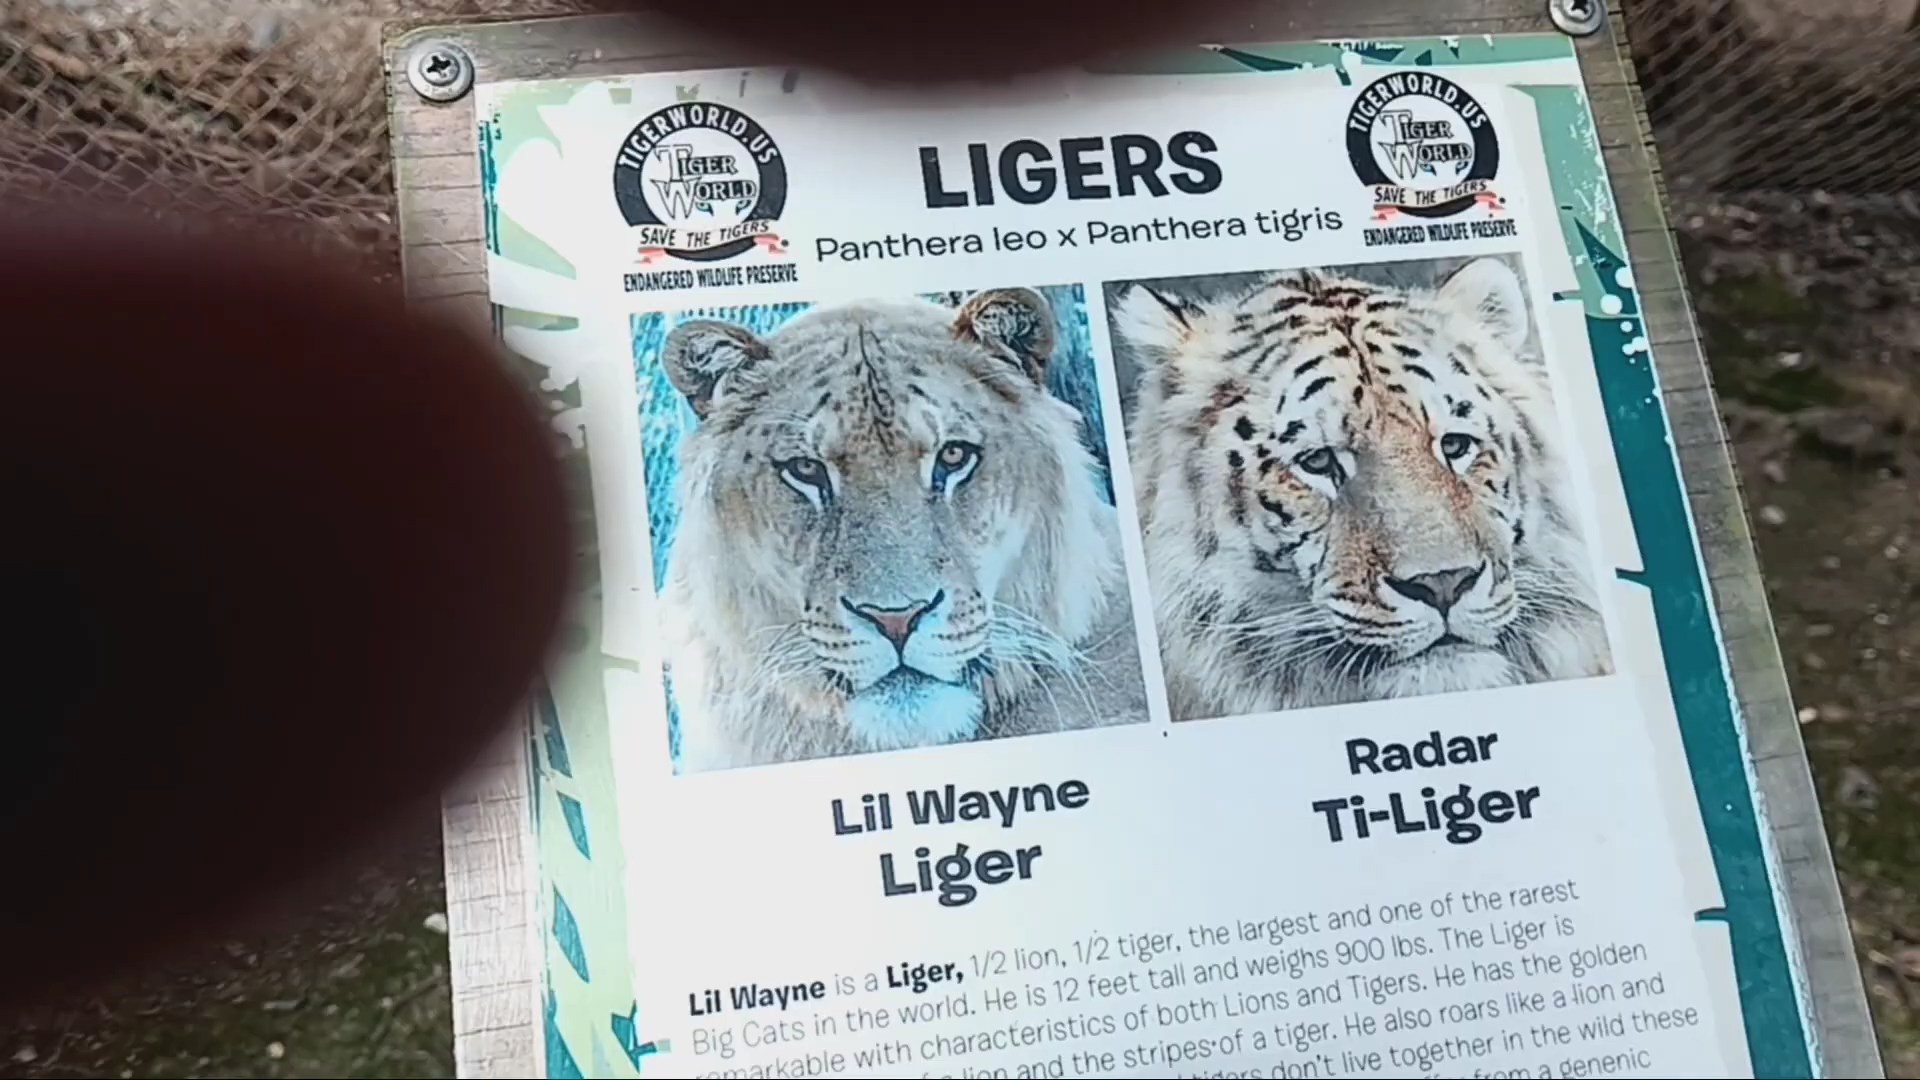 TIGERWORLD.US
TIGER
WORLD
SAVE THE TIGERS
ENDANGERED WILDLIFE PRESERVE
LIGERS
Panthera leo x Panthera tigris
TIGERWORLD.US
TIGER
WORLD
SAVE THE TIGERS
ENDANGERED WILDLIFE PRESERVE
Lil Wayne
Liger
Radar
Ti-Liger
Lil Wayne is a Liger, 1/2 lion, 1/2 tiger, the largest and one of the rarest
Big Cats in the world. He is 12 feet tall and weighs 900 lbs. The Liger is
remarkable with characteristics of both Lions and Tigers. He has the golden
lion and the stripes of a tiger. He also roars like a lion and
tigers don't live together in the wild these
from a genenic